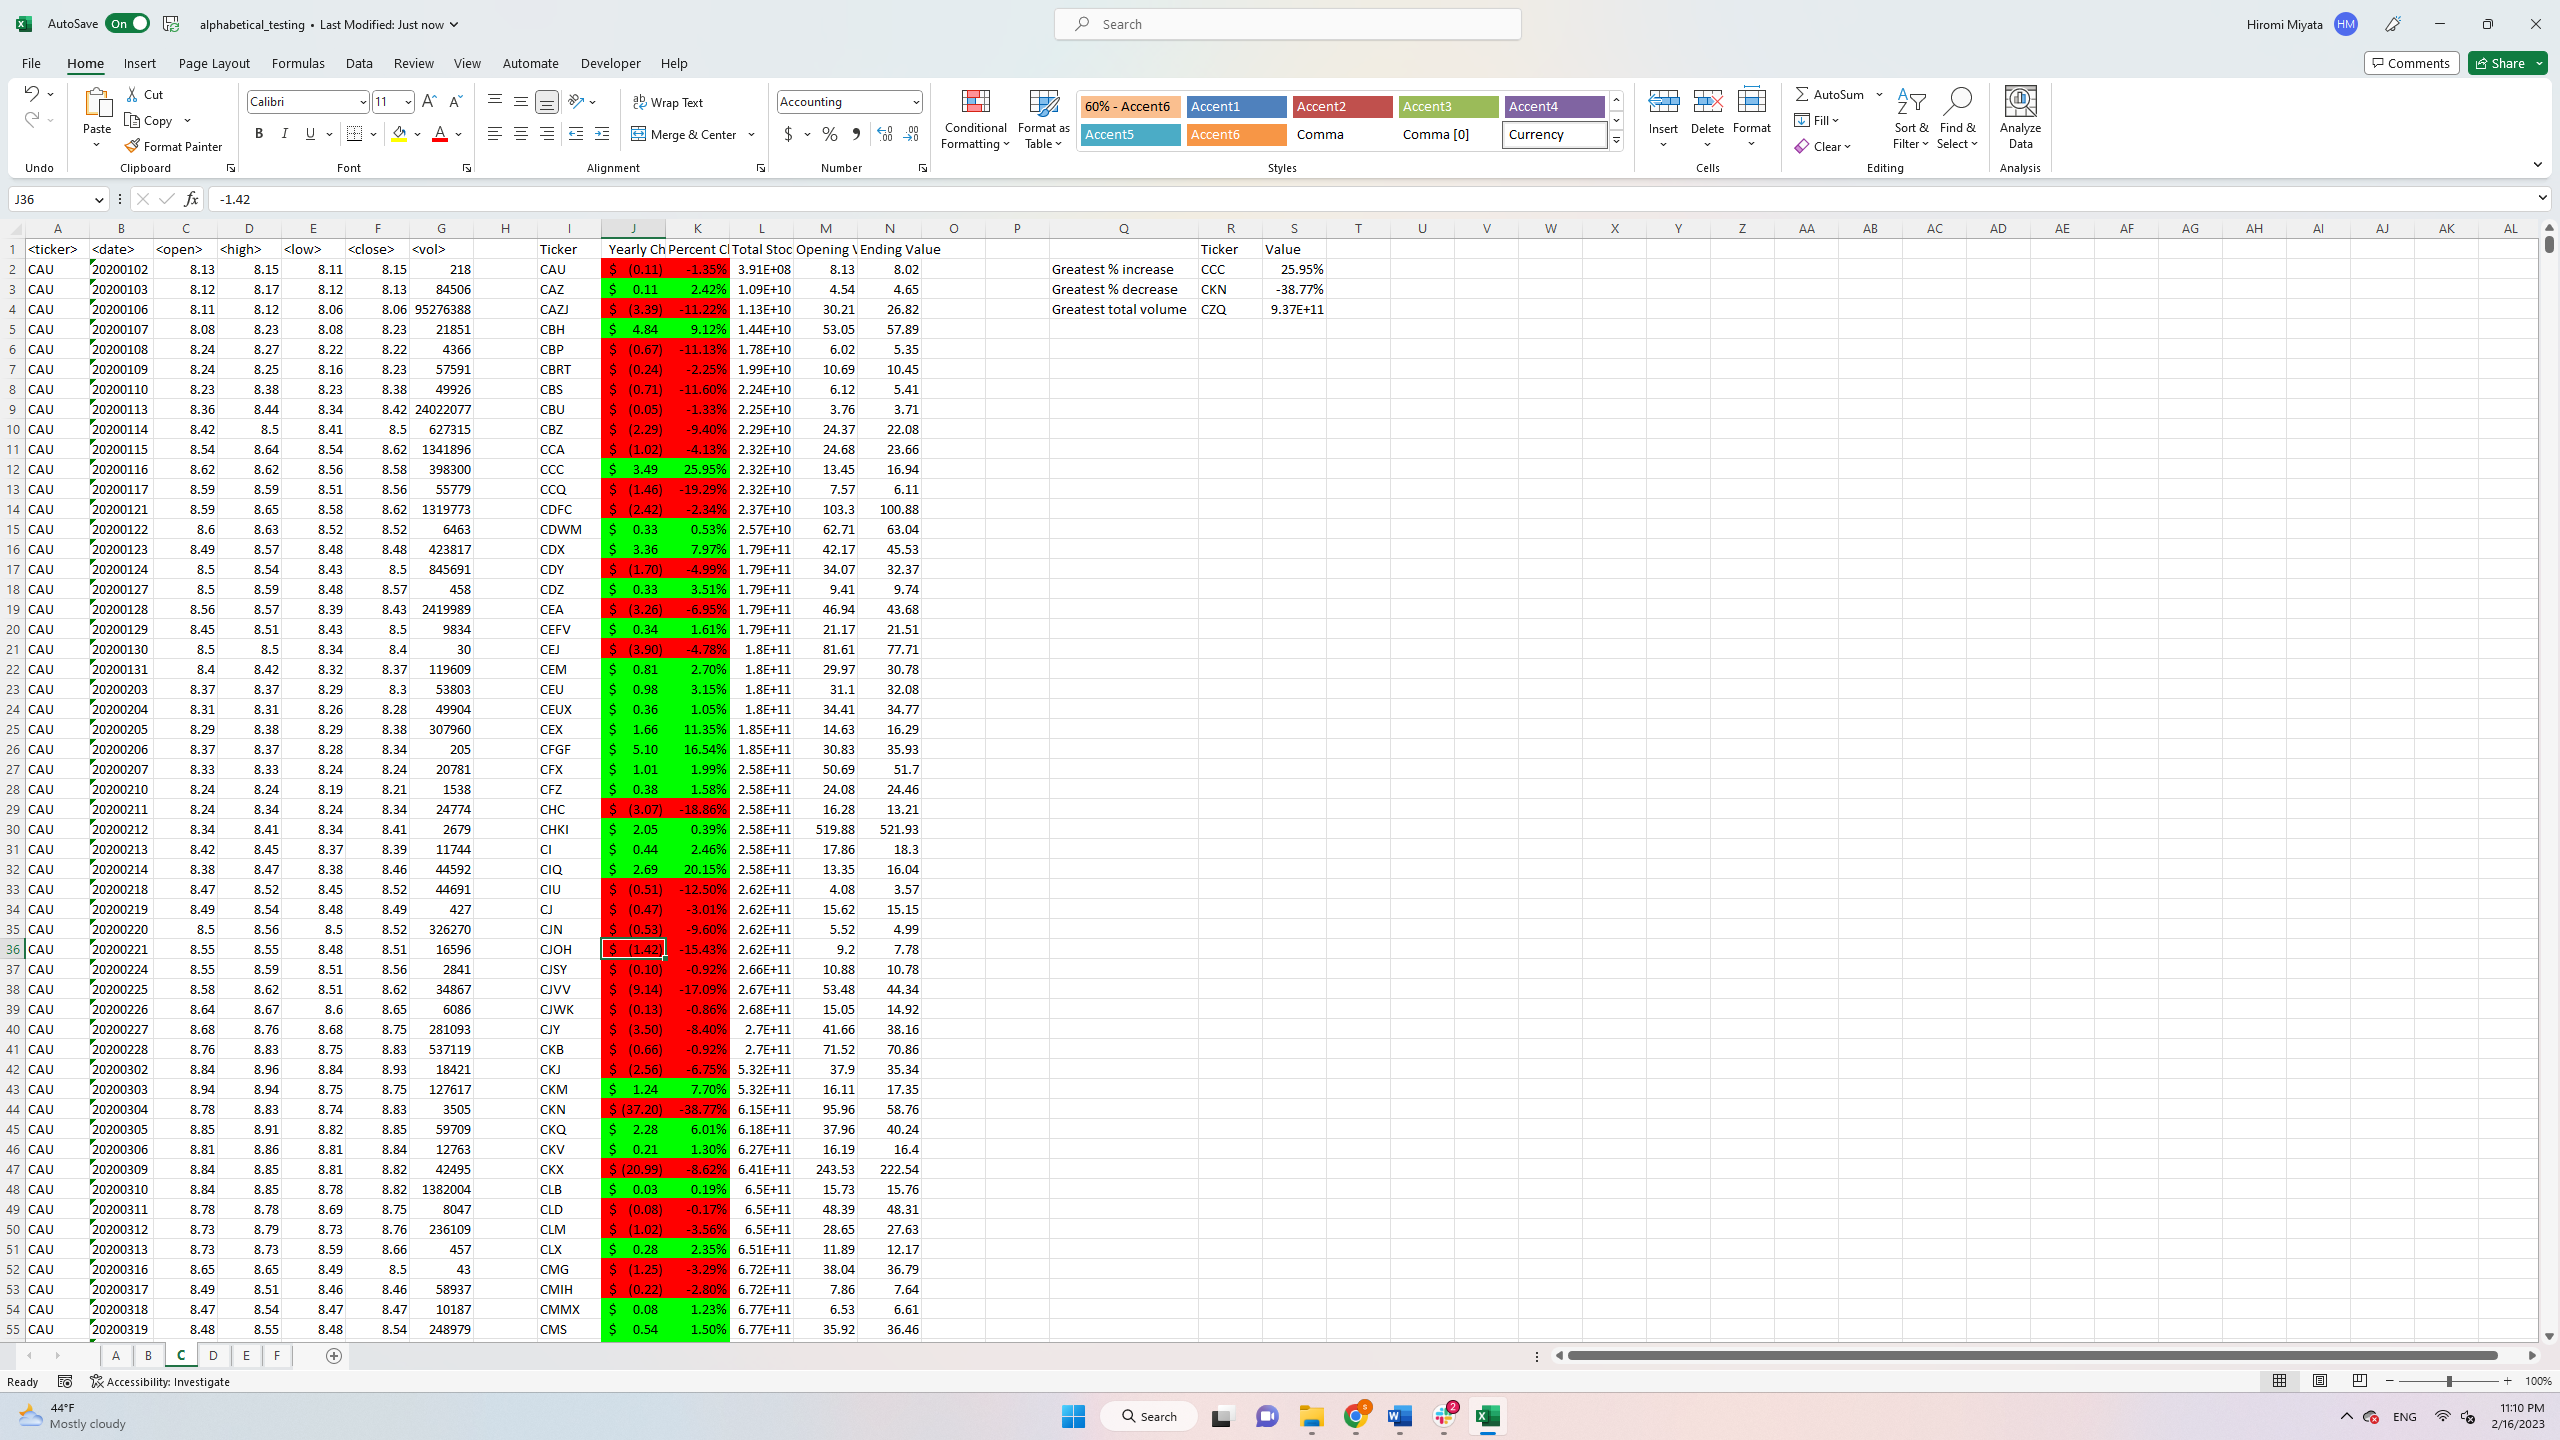 AutoSave On alphabetical_testing • Last Modified: Just now Search Hiromi Miyata HM
File Home Insert Page Layout Formulas Data Review View Automate Developer Help Comments Share
Cut Calibri 11 Wrap Text Accounting 60% - Accent6 Accent1 Accent2 Accent3 Accent4 AutoSum
Paste Copy Conditional Formatting Format as Table Insert Delete Format Fill Sort & Filter Find & Select Analyze Data
Format Painter B I U Merge & Center $ % Accent5 Accent6 Comma Comma [0] Currency Clear
Undo Clipboard Font Alignment Number Styles Cells Editing Analysis
J36 fx -1.42
A B C D E F G H I J K L M N O P Q R S T U V W X Y Z AA AB AC AD AE AF AG AH AI AJ AK AL
1 <ticker> <date> <open> <high> <low> <close> <vol> Ticker Yearly Ch Percent Cl Total Stoc Opening V Ending Value Ticker Value
2 CAU 20200102 8.13 8.15 8.11 8.15 218 CAU $ (0.11) -1.35% 3.91E+08 8.13 8.02 Greatest % increase CCC 25.95%
3 CAU 20200103 8.12 8.17 8.12 8.13 84506 CAZ $ 0.11 2.42% 1.09E+10 4.54 4.65 Greatest % decrease CKN -38.77%
4 CAU 20200106 8.11 8.12 8.06 8.06 95276388 CAZJ $ (3.39) -11.22% 1.13E+10 30.21 26.82 Greatest total volume CZQ 9.37E+11
5 CAU 20200107 8.08 8.23 8.08 8.23 21851 CBH $ 4.84 9.12% 1.44E+10 53.05 57.89
6 CAU 20200108 8.24 8.27 8.22 8.22 4366 CBP $ (0.67) -11.13% 1.78E+10 6.02 5.35
7 CAU 20200109 8.24 8.25 8.16 8.23 57591 CBRT $ (0.24) -2.25% 1.99E+10 10.69 10.45
8 CAU 20200110 8.23 8.38 8.23 8.38 49926 CBS $ (0.71) -11.60% 2.24E+10 6.12 5.41
9 CAU 20200113 8.36 8.44 8.34 8.42 24022077 CBU $ (0.05) -1.33% 2.25E+10 3.76 3.71
10 CAU 20200114 8.42 8.5 8.41 8.5 627315 CBZ $ (2.29) -9.40% 2.29E+10 24.37 22.08
11 CAU 20200115 8.54 8.64 8.54 8.62 1341896 CCA $ (1.02) -4.13% 2.32E+10 24.68 23.66
12 CAU 20200116 8.62 8.62 8.56 8.58 398300 CCC $ 3.49 25.95% 2.32E+10 13.45 16.94
13 CAU 20200117 8.59 8.59 8.51 8.56 55779 CCQ $ (1.46) -19.29% 2.32E+10 7.57 6.11
14 CAU 20200121 8.59 8.65 8.58 8.62 1319773 CDFC $ (2.42) -2.34% 2.37E+10 103.3 100.88
15 CAU 20200122 8.6 8.63 8.52 8.52 6463 CDWM $ 0.33 0.53% 2.57E+10 62.71 63.04
16 CAU 20200123 8.49 8.57 8.48 8.48 423817 CDX $ 3.36 7.97% 1.79E+11 42.17 45.53
17 CAU 20200124 8.5 8.54 8.43 8.5 845691 CDY $ (1.70) -4.99% 1.79E+11 34.07 32.37
18 CAU 20200127 8.5 8.59 8.48 8.57 458 CDZ $ 0.33 3.51% 1.79E+11 9.41 9.74
19 CAU 20200128 8.56 8.57 8.39 8.43 2419989 CEA $ (3.26) -6.95% 1.79E+11 46.94 43.68
20 CAU 20200129 8.45 8.51 8.43 8.5 9834 CEFV $ 0.34 1.61% 1.79E+11 21.17 21.51
21 CAU 20200130 8.5 8.5 8.34 8.4 30 CEJ $ (3.90) -4.78% 1.8E+11 81.61 77.71
22 CAU 20200131 8.4 8.42 8.32 8.37 119609 CEM $ 0.81 2.70% 1.8E+11 29.97 30.78
23 CAU 20200203 8.37 8.37 8.29 8.3 53803 CEU $ 0.98 3.15% 1.8E+11 31.1 32.08
24 CAU 20200204 8.31 8.31 8.26 8.28 49904 CEUX $ 0.36 1.05% 1.8E+11 34.41 34.77
25 CAU 20200205 8.29 8.38 8.29 8.38 307960 CEX $ 1.66 11.35% 1.85E+11 14.63 16.29
26 CAU 20200206 8.37 8.37 8.28 8.34 205 CFGF $ 5.10 16.54% 1.85E+11 30.83 35.93
27 CAU 20200207 8.33 8.33 8.24 8.24 20781 CFX $ 1.01 1.99% 2.58E+11 50.69 51.7
28 CAU 20200210 8.24 8.24 8.19 8.21 1538 CFZ $ 0.38 1.58% 2.58E+11 24.08 24.46
29 CAU 20200211 8.24 8.34 8.24 8.34 24774 CHC $ (3.07) -18.86% 2.58E+11 16.28 13.21
30 CAU 20200212 8.34 8.41 8.34 8.41 2679 CHKI $ 2.05 0.39% 2.58E+11 519.88 521.93
31 CAU 20200213 8.42 8.45 8.37 8.39 11744 CI $ 0.44 2.46% 2.58E+11 17.86 18.3
32 CAU 20200214 8.38 8.47 8.38 8.46 44592 CIQ $ 2.69 20.15% 2.58E+11 13.35 16.04
33 CAU 20200218 8.47 8.52 8.45 8.52 44691 CIU $ (0.51) -12.50% 2.62E+11 4.08 3.57
34 CAU 20200219 8.49 8.54 8.48 8.49 427 CJ $ (0.47) -3.01% 2.62E+11 15.62 15.15
35 CAU 20200220 8.5 8.56 8.5 8.52 326270 CJN $ (0.53) -9.60% 2.62E+11 5.52 4.99
36 CAU 20200221 8.55 8.55 8.48 8.51 16596 CJOH $ (1.42) -15.43% 2.62E+11 9.2 7.78
37 CAU 20200224 8.55 8.59 8.51 8.56 2841 CJSY $ (0.10) -0.92% 2.66E+11 10.88 10.78
38 CAU 20200225 8.58 8.62 8.51 8.62 34867 CJVV $ (9.14) -17.09% 2.67E+11 53.48 44.34
39 CAU 20200226 8.64 8.67 8.6 8.65 6086 CJWK $ (0.13) -0.86% 2.68E+11 15.05 14.92
40 CAU 20200227 8.68 8.76 8.68 8.75 281093 CJY $ (3.50) -8.40% 2.7E+11 41.66 38.16
41 CAU 20200228 8.76 8.83 8.75 8.83 537119 CKB $ (0.66) -0.92% 2.7E+11 71.52 70.86
42 CAU 20200302 8.84 8.96 8.84 8.93 18421 CKJ $ (2.56) -6.75% 5.32E+11 37.9 35.34
43 CAU 20200303 8.94 8.94 8.75 8.75 127617 CKM $ 1.24 7.70% 5.32E+11 16.11 17.35
44 CAU 20200304 8.78 8.83 8.74 8.83 3505 CKN $ (37.20) -38.77% 6.15E+11 95.96 58.76
45 CAU 20200305 8.85 8.91 8.82 8.85 59709 CKQ $ 2.28 6.01% 6.18E+11 37.96 40.24
46 CAU 20200306 8.81 8.86 8.81 8.84 12763 CKV $ 0.21 1.30% 6.27E+11 16.19 16.4
47 CAU 20200309 8.84 8.85 8.81 8.82 42495 CKX $ (20.99) -8.62% 6.41E+11 243.53 222.54
48 CAU 20200310 8.84 8.85 8.78 8.82 1382004 CLB $ 0.03 0.19% 6.5E+11 15.73 15.76
49 CAU 20200311 8.78 8.78 8.69 8.75 8047 CLD $ (0.08) -0.17% 6.5E+11 48.39 48.31
50 CAU 20200312 8.73 8.79 8.73 8.76 236109 CLM $ (1.02) -3.56% 6.5E+11 28.65 27.63
51 CAU 20200313 8.73 8.73 8.59 8.66 457 CLX $ 0.28 2.35% 6.51E+11 11.89 12.17
52 CAU 20200316 8.65 8.65 8.49 8.5 43 CMG $ (1.25) -3.29% 6.72E+11 38.04 36.79
53 CAU 20200317 8.49 8.51 8.46 8.46 58937 CMIH $ (0.22) -2.80% 6.72E+11 7.86 7.64
54 CAU 20200318 8.47 8.54 8.47 8.47 10187 CMMX $ 0.08 1.23% 6.77E+11 6.53 6.61
55 CAU 20200319 8.48 8.55 8.48 8.54 248979 CMS $ 0.54 1.50% 6.77E+11 35.92 36.46
A B C D E F
Ready Accessibility: Investigate 100%
44°F Search ENG 11:10 PM
Mostly cloudy 2/16/2023